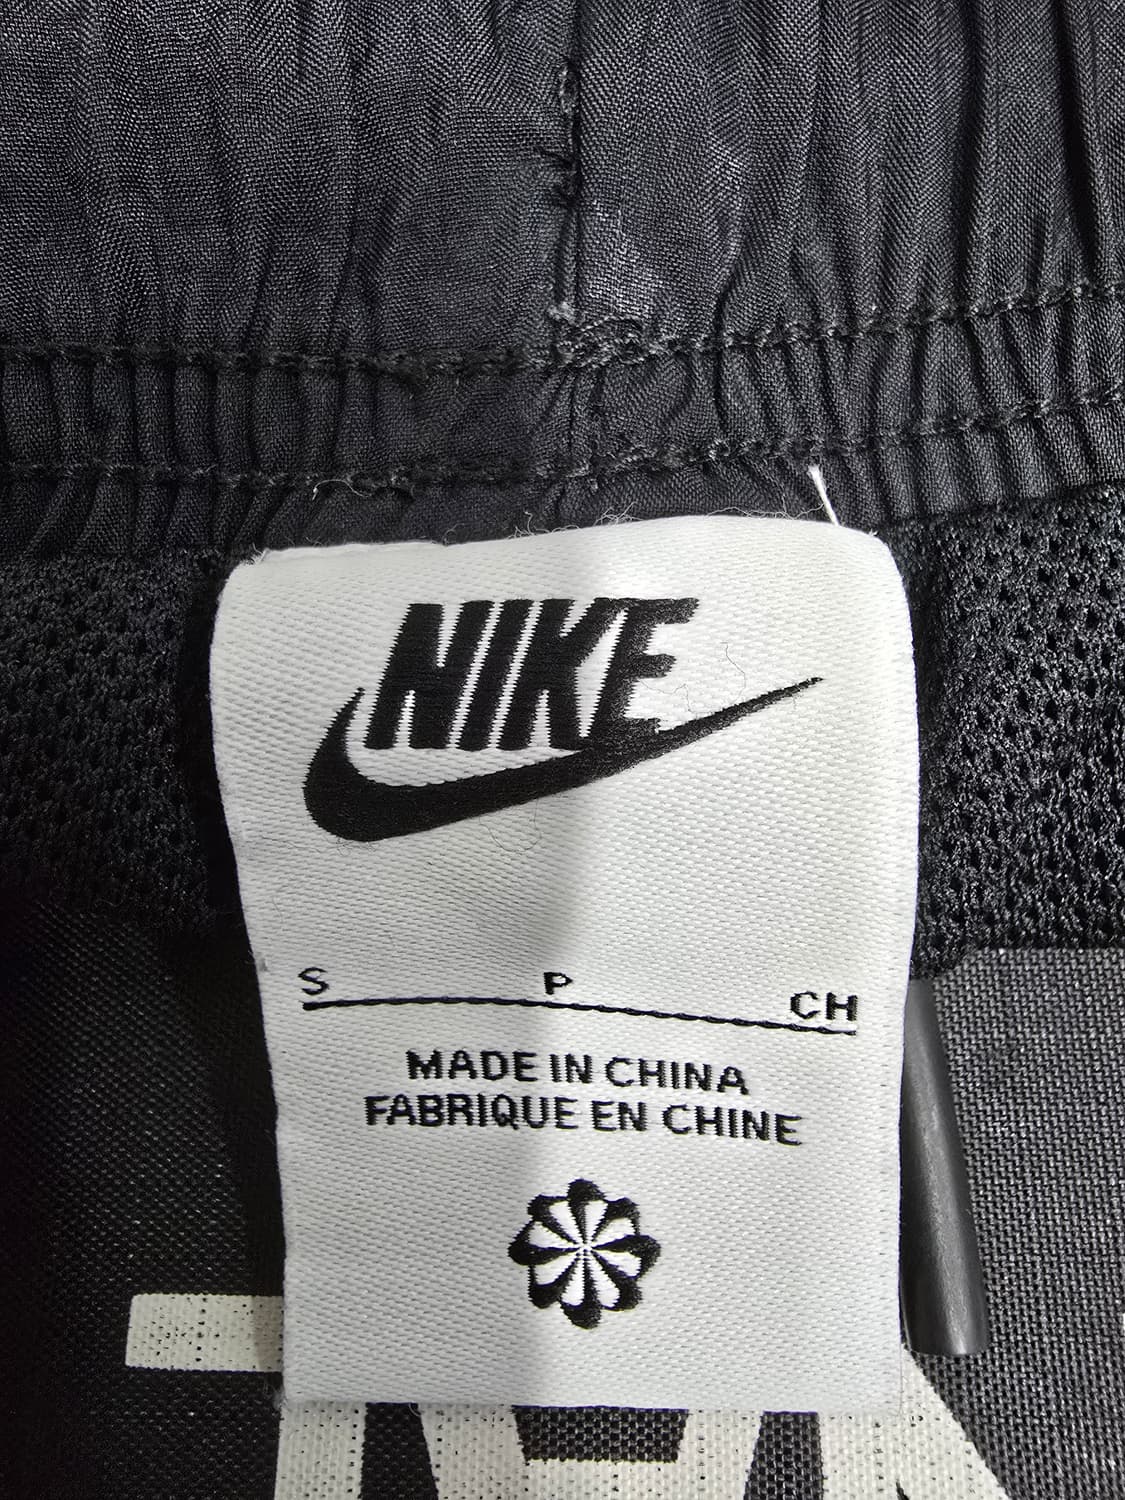 NIKE
S P CH
MADE IN CHINA
FABRIQUE EN CHINE